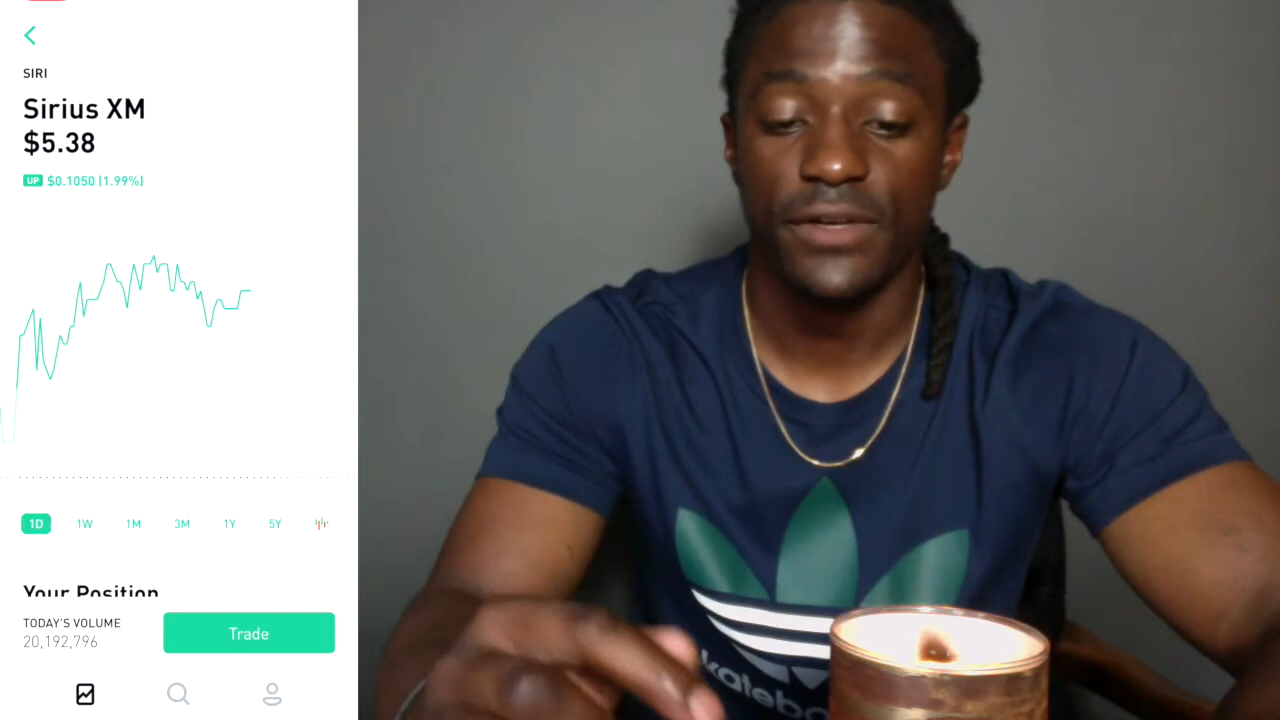 SIRI
Sirius XM
$5.38
UP $0.1050 (1.99%)
1D 1W 1M 3M 1Y 5Y
Your Position
TODAY'S VOLUME
20,192,796
Trade
skatebo